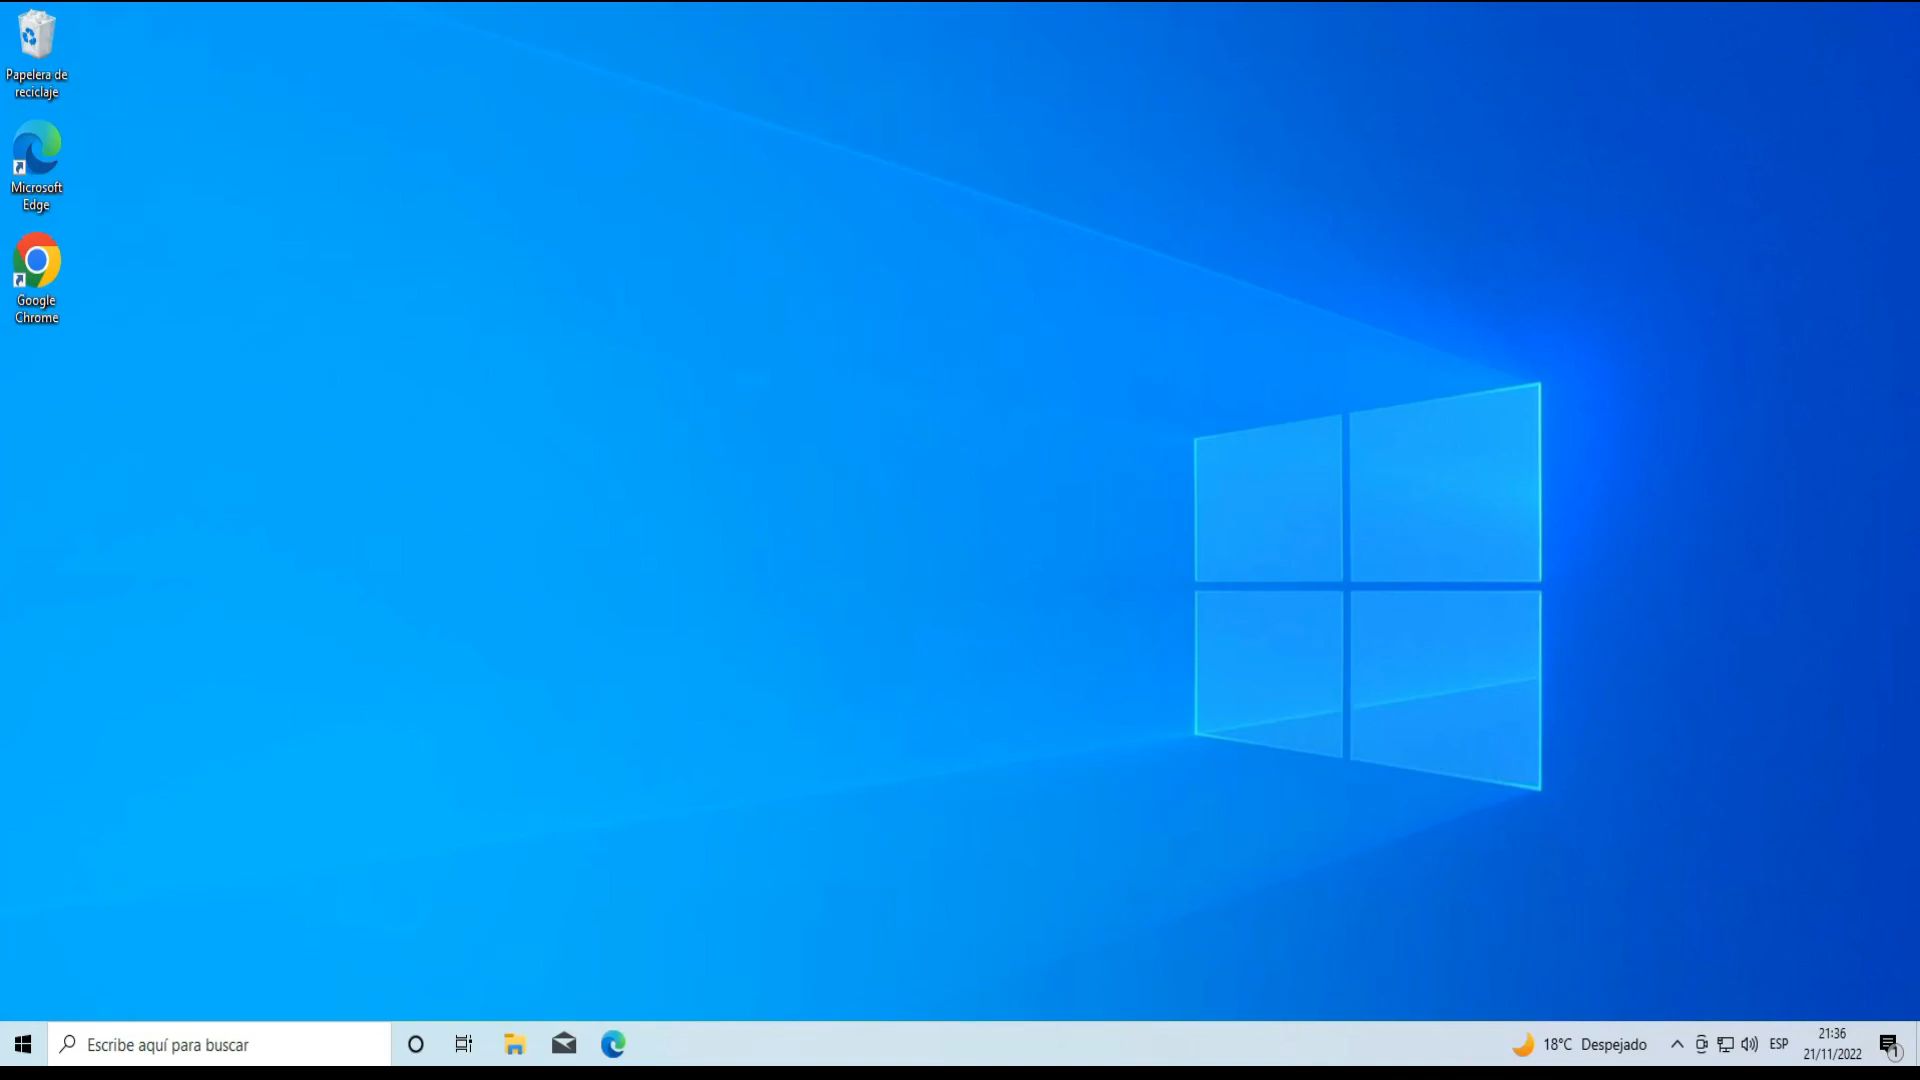 Papelera de
reciclaje
Microsoft
Edge
Google
Chrome
Escribe aquí para buscar
18°C Despejado
ESP
21:36
21/11/2022
1